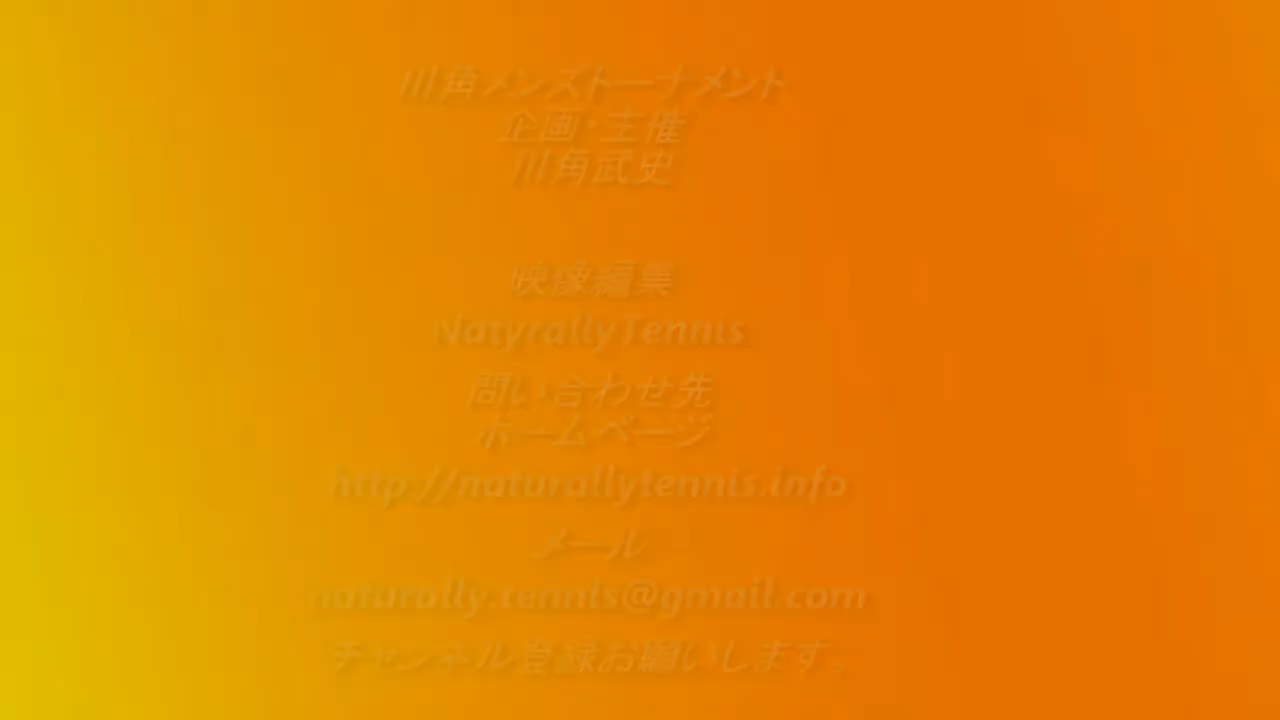 川角メンズトーナメント
企画・主催
川角武史
映像編集
NatyrallyTennis
問い合わせ先
ホームページ
http://naturallytennis.info
メール
naturally.tennis@gmail.com
チャンネル登録お願いします。